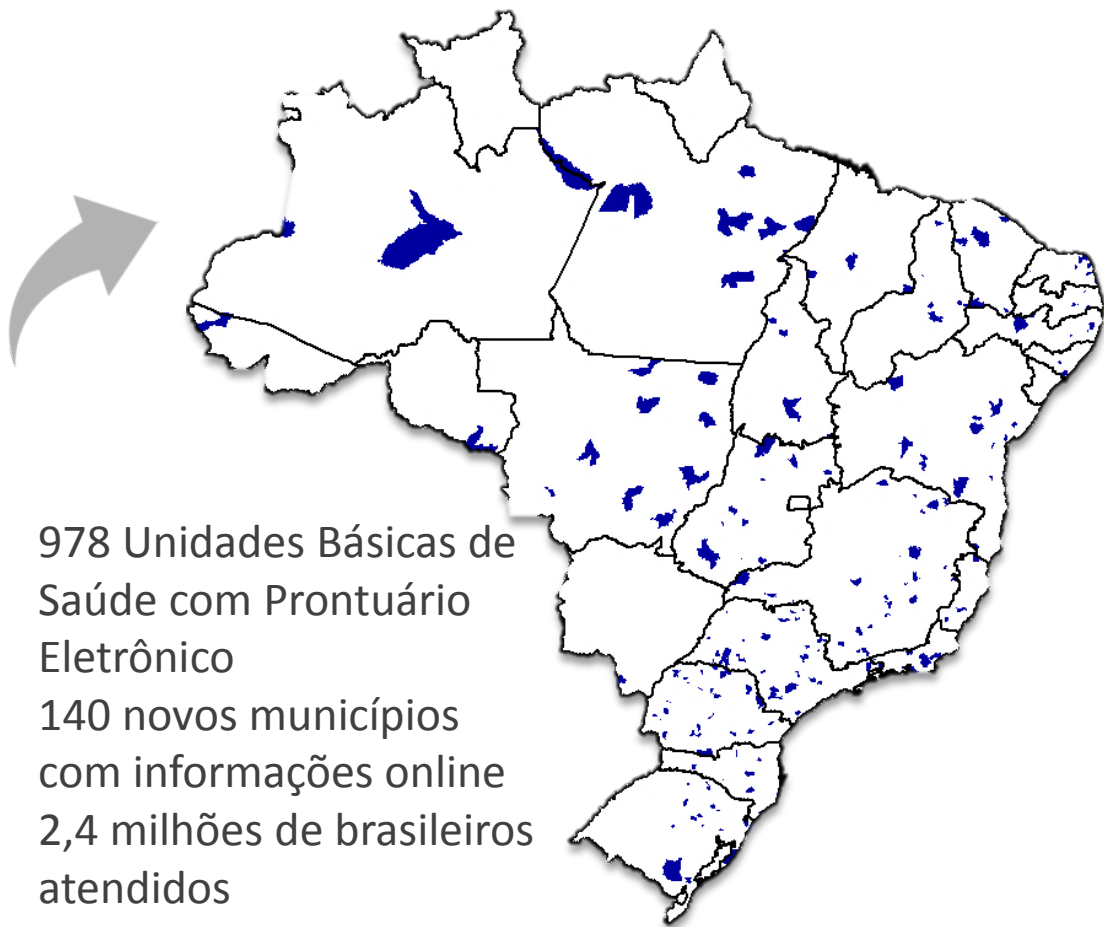 978 Unidades Básicas de
Saúde com Prontuário
Eletrônico
140 novos municípios
com informações online
2,4 milhões de brasileiros
atendidos